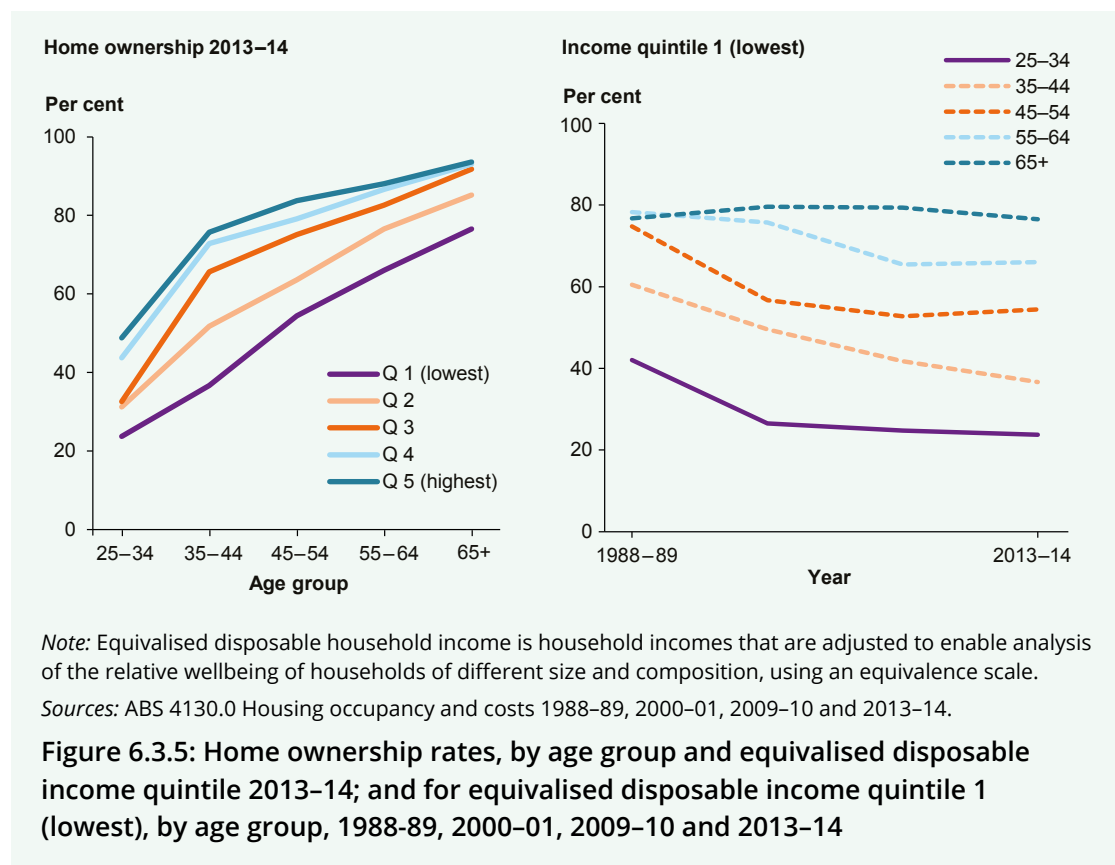 Home ownership 2013–14
Per cent
100
80
60
40
20
0
25–34
35–44
45–54
55–64
65+
Age group
Q 1 (lowest)
Q 2
Q 3
Q 4
Q 5 (highest)
Income quintile 1 (lowest)
Per cent
100
80
60
40
20
0
1988–89
2013–14
Year
25–34
35–44
45–54
55–64
65+
Note: Equivalised disposable household income is household incomes that are adjusted to enable analysis
of the relative wellbeing of households of different size and composition, using an equivalence scale.
Sources: ABS 4130.0 Housing occupancy and costs 1988–89, 2000–01, 2009–10 and 2013–14.
Figure 6.3.5: Home ownership rates, by age group and equivalised disposable
income quintile 2013–14; and for equivalised disposable income quintile 1
(lowest), by age group, 1988-89, 2000–01, 2009–10 and 2013–14